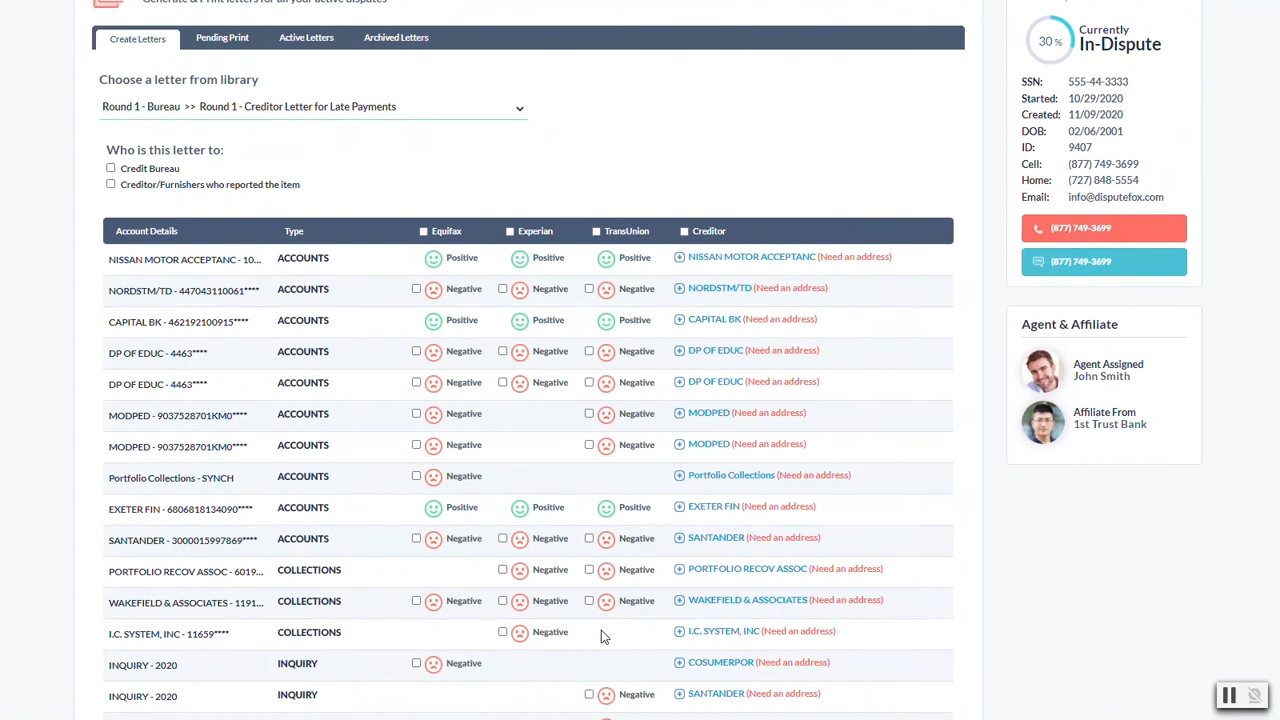 Generate & Print letters for all your active disputes
Create Letters
Pending Print
Active Letters
Archived Letters
Choose a letter from library
Round 1 - Bureau >> Round 1 - Creditor Letter for Late Payments
Who is this letter to:
Credit Bureau
Creditor/Furnishers who reported the item
Account Details Type Equifax Experian TransUnion Creditor
NISSAN MOTOR ACCEPTANC - 10... ACCOUNTS Positive Positive Positive NISSAN MOTOR ACCEPTANC (Need an address)
NORDSTM/TD - 447043110061**** ACCOUNTS Negative Negative Negative NORDSTM/TD (Need an address)
CAPITAL BK - 462192100915**** ACCOUNTS Positive Positive Positive CAPITAL BK (Need an address)
DP OF EDUC - 4463**** ACCOUNTS Negative Negative Negative DP OF EDUC (Need an address)
DP OF EDUC - 4463**** ACCOUNTS Negative Negative Negative DP OF EDUC (Need an address)
MODPED - 9037528701KM0**** ACCOUNTS Negative Negative MODPED (Need an address)
MODPED - 9037528701KM0**** ACCOUNTS Negative Negative MODPED (Need an address)
Portfolio Collections - SYNCH ACCOUNTS Negative Portfolio Collections (Need an address)
EXETER FIN - 6806818134090**** ACCOUNTS Positive Positive Positive EXETER FIN (Need an address)
SANTANDER - 3000015997869**** ACCOUNTS Negative Negative Negative SANTANDER (Need an address)
PORTFOLIO RECOV ASSOC - 6019... COLLECTIONS Negative Negative PORTFOLIO RECOV ASSOC (Need an address)
WAKEFIELD & ASSOCIATES - 1191... COLLECTIONS Negative Negative Negative WAKEFIELD & ASSOCIATES (Need an address)
I.C. SYSTEM, INC - 11659**** COLLECTIONS Negative I.C. SYSTEM, INC (Need an address)
INQUIRY - 2020 INQUIRY Negative COSUMERPOR (Need an address)
INQUIRY - 2020 INQUIRY Negative SANTANDER (Need an address)
30 %
Currently
In-Dispute
SSN: 555-44-3333
Started: 10/29/2020
Created: 11/09/2020
DOB: 02/06/2001
ID: 9407
Cell: (877) 749-3699
Home: (727) 848-5554
Email: info@disputefox.com
(877) 749-3699
(877) 749-3699
Agent & Affiliate
Agent Assigned
John Smith
Affiliate From
1st Trust Bank